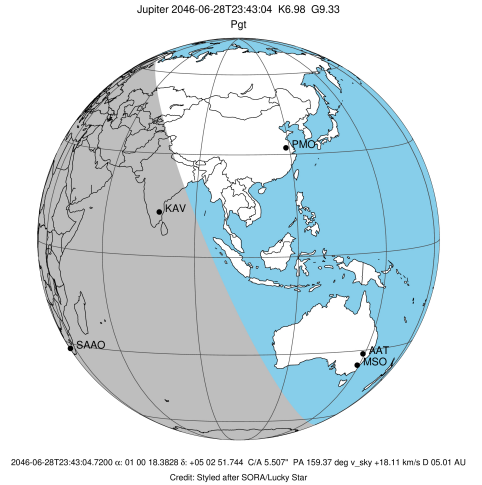 Jupiter 2046-06-28T23:43:04 K6.98 G9.33
Pgt
PMO
KAV
SAAO
AAT
MSO
2046-06-28T23:43:04.7200 α: 01 00 18.3828 δ: +05 02 51.744 C/A 5.507" PA 159.37 deg v_sky +18.11 km/s D 05.01 AU
Credit: Styled after SORA/Lucky Star